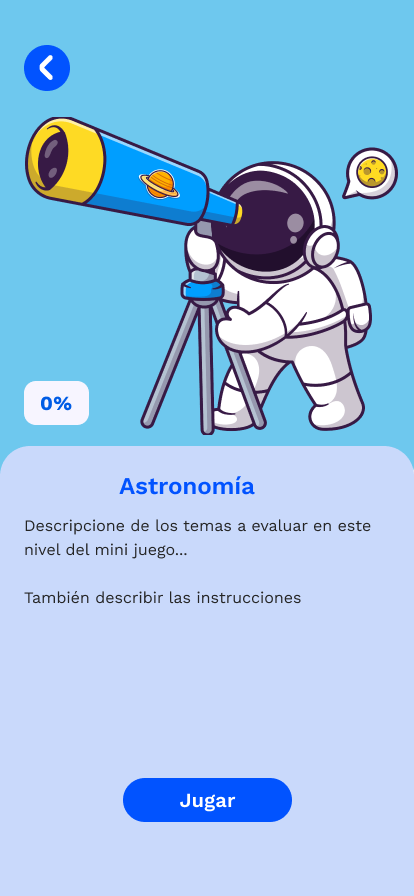 0%
Astronomía
Descripcione de los temas a evaluar en este
nivel del mini juego...
También describir las instrucciones
Jugar